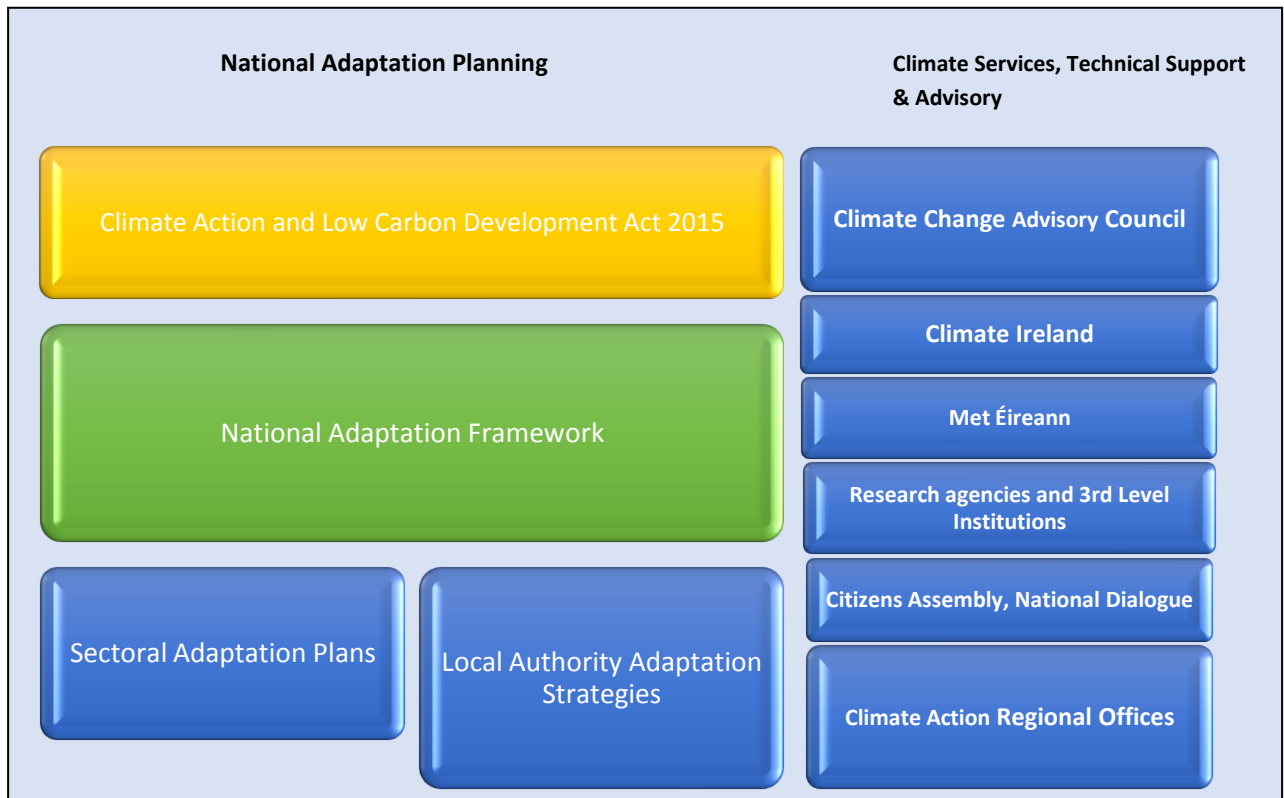 National Adaptation Planning
Climate Services, Technical Support
& Advisory
Climate Action and Low Carbon Development Act 2015
National Adaptation Framework
Sectoral Adaptation Plans
Local Authority Adaptation
Strategies
Climate Change Advisory Council
Climate Ireland
Met Éireann
Research agencies and 3rd Level
Institutions
Citizens Assembly, National Dialogue
Climate Action Regional Offices